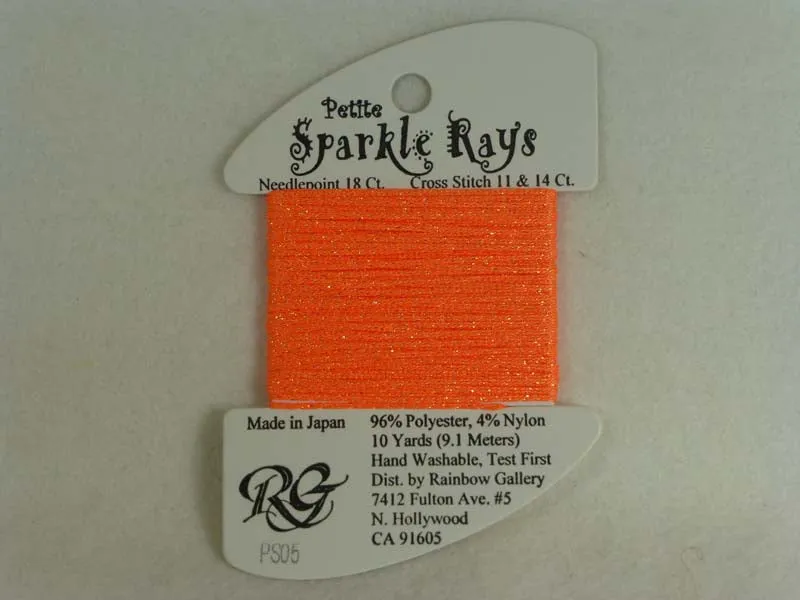 Petite
Sparkle Rays
Needlepoint 18 Ct. Cross Stitch 11 & 14 Ct.
Made in Japan
RG
PS05
96% Polyester, 4% Nylon
10 Yards (9.1 Meters)
Hand Washable, Test First
Dist. by Rainbow Gallery
7412 Fulton Ave. #5
N. Hollywood
CA 91605